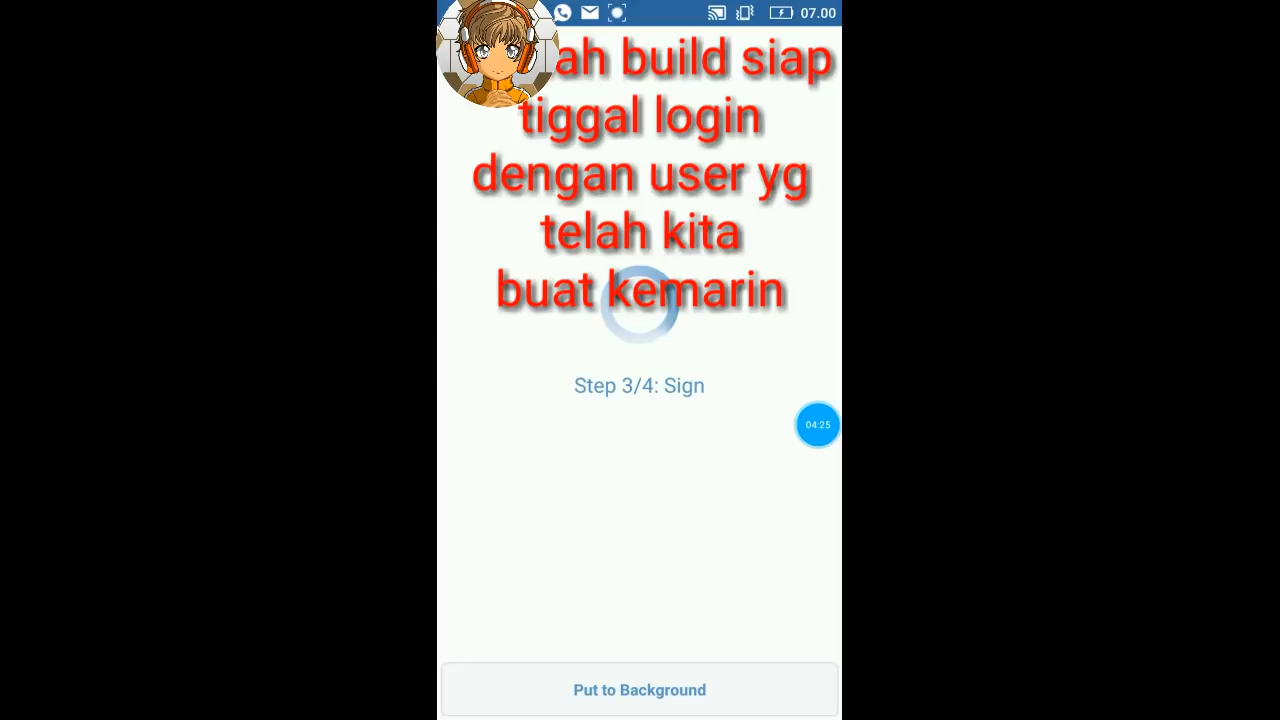 07.00
build siap
tiggal login
dengan user yg
telah kita
buat kemarin
Step 3/4: Sign
04:25
Put to Background